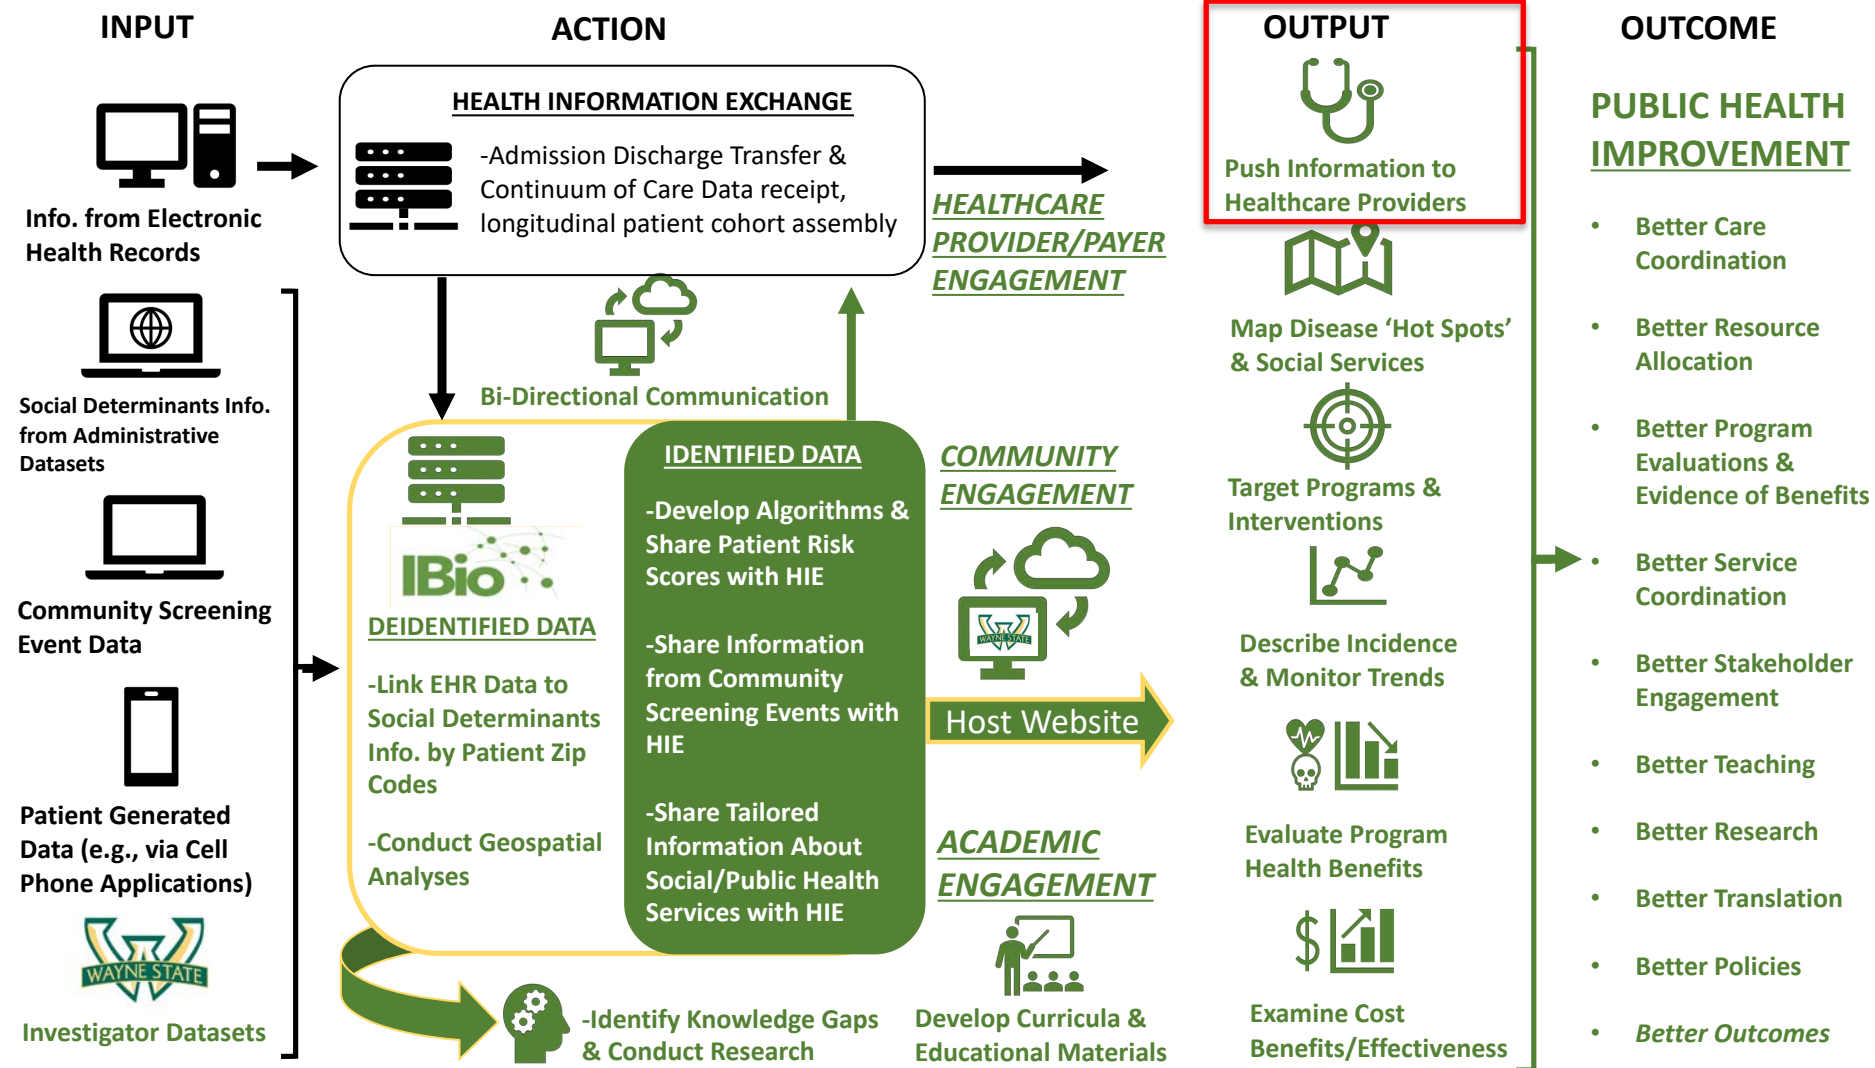 INPUT
Info. from Electronic
Health Records
Social Determinants Info.
from Administrative
Datasets
Community Screening
Event Data
Patient Generated
Data (e.g., via Cell
Phone Applications)
WAYNE STATE
Investigator Datasets
ACTION
HEALTH INFORMATION EXCHANGE
-Admission Discharge Transfer &
Continuum of Care Data receipt,
longitudinal patient cohort assembly
Bi-Directional Communication
IBio
DEIDENTIFIED DATA
-Link EHR Data to
Social Determinants
Info. by Patient Zip
Codes
-Conduct Geospatial
Analyses
IDENTIFIED DATA
-Develop Algorithms &
Share Patient Risk
Scores with HIE
-Share Information
from Community
Screening Events with
HIE
-Share Tailored
Information About
Social/Public Health
Services with HIE
-Identify Knowledge Gaps
& Conduct Research
HEALTHCARE
PROVIDER/PAYER
ENGAGEMENT
COMMUNITY
ENGAGEMENT
WAYNE STATE
Host Website
ACADEMIC
ENGAGEMENT
Develop Curricula &
Educational Materials
OUTPUT
Push Information to
Healthcare Providers
Map Disease ‘Hot Spots’
& Social Services
Target Programs &
Interventions
Describe Incidence
& Monitor Trends
Evaluate Program
Health Benefits
$
Examine Cost
Benefits/Effectiveness
OUTCOME
PUBLIC HEALTH
IMPROVEMENT
• Better Care
Coordination
• Better Resource
Allocation
• Better Program
Evaluations &
Evidence of Benefits
• Better Service
Coordination
• Better Stakeholder
Engagement
• Better Teaching
• Better Research
• Better Translation
• Better Policies
• Better Outcomes